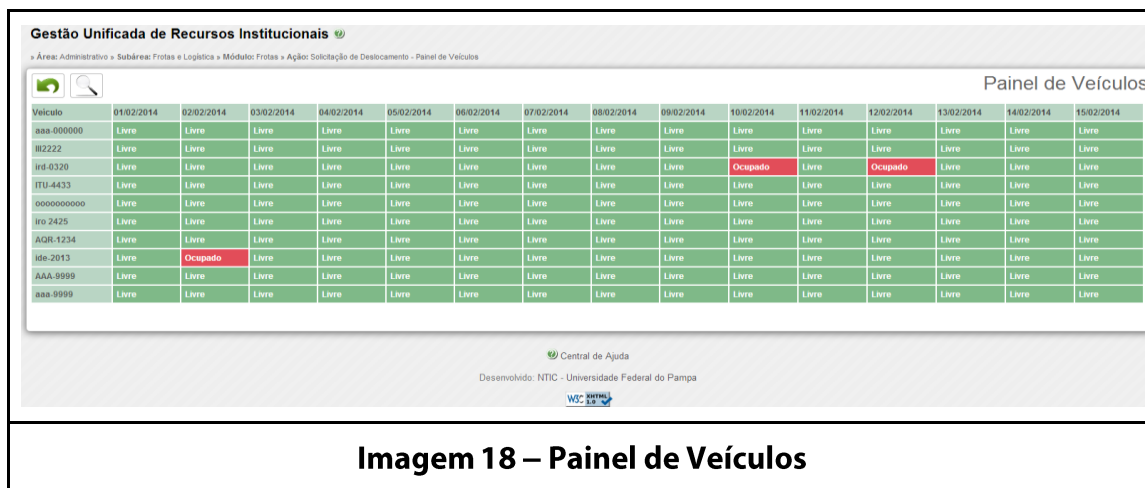 Gestão Unificada de Recursos Institucionais
» Área: Administrativo » Subárea: Frotas e Logística » Módulo: Frotas » Ação: Solicitação de Deslocamento - Painel de Veículos
Painel de Veículos
Veículo 01/02/2014 02/02/2014 03/02/2014 04/02/2014 05/02/2014 06/02/2014 07/02/2014 08/02/2014 09/02/2014 10/02/2014 11/02/2014 12/02/2014 13/02/2014 14/02/2014 15/02/2014
aaa-000000 Livre Livre Livre Livre Livre Livre Livre Livre Livre Livre Livre Livre Livre Livre Livre
lll2222 Livre Livre Livre Livre Livre Livre Livre Livre Livre Livre Livre Livre Livre Livre Livre
ird-0320 Livre Livre Livre Livre Livre Livre Livre Livre Livre Ocupado Livre Ocupado Livre Livre Livre
ITU-4433 Livre Livre Livre Livre Livre Livre Livre Livre Livre Livre Livre Livre Livre Livre Livre
oooooooooo Livre Livre Livre Livre Livre Livre Livre Livre Livre Livre Livre Livre Livre Livre Livre
iro 2425 Livre Livre Livre Livre Livre Livre Livre Livre Livre Livre Livre Livre Livre Livre Livre
AQR-1234 Livre Livre Livre Livre Livre Livre Livre Livre Livre Livre Livre Livre Livre Livre Livre
ide-2013 Livre Ocupado Livre Livre Livre Livre Livre Livre Livre Livre Livre Livre Livre Livre Livre
AAA-9999 Livre Livre Livre Livre Livre Livre Livre Livre Livre Livre Livre Livre Livre Livre Livre
aaa-9999 Livre Livre Livre Livre Livre Livre Livre Livre Livre Livre Livre Livre Livre Livre Livre
Central de Ajuda
Desenvolvido: NTIC - Universidade Federal do Pampa
W3C XHTML 1.0
Imagem 18 – Painel de Veículos